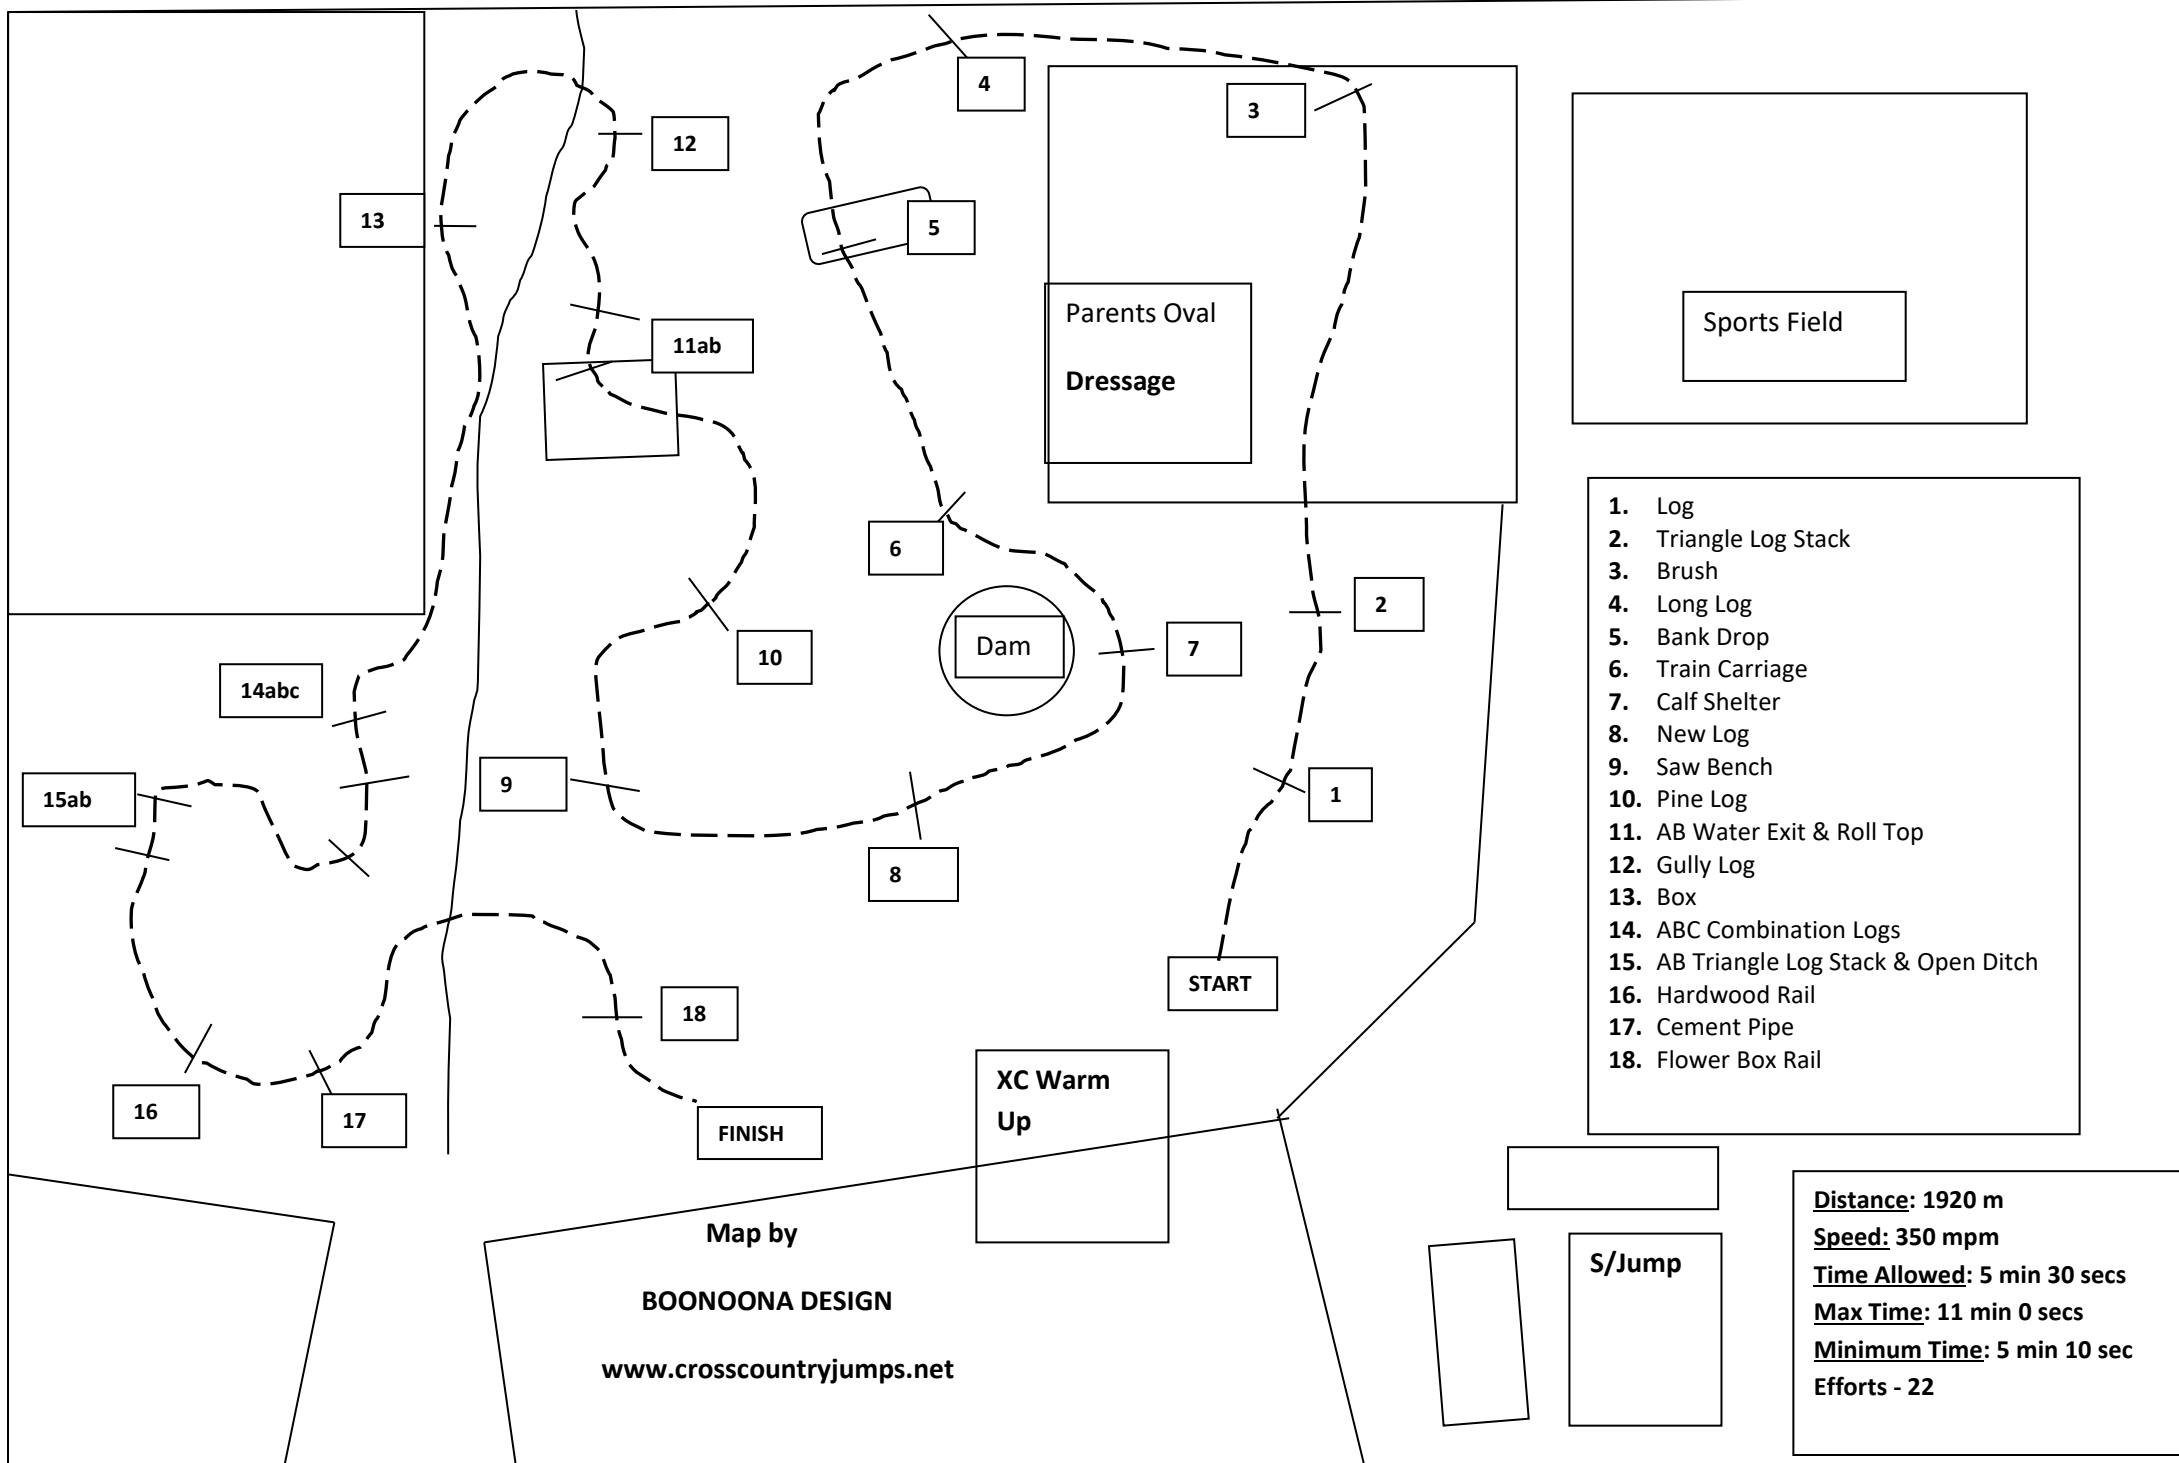 4
3
12
13
5
Parents Oval
Dressage
Sports Field
11ab
6
2
7
Dam
10
14abc
15ab
9
1
8
START
18
16
17
FINISH
XC Warm
Up
1. Log
2. Triangle Log Stack
3. Brush
4. Long Log
5. Bank Drop
6. Train Carriage
7. Calf Shelter
8. New Log
9. Saw Bench
10. Pine Log
11. AB Water Exit & Roll Top
12. Gully Log
13. Box
14. ABC Combination Logs
15. AB Triangle Log Stack & Open Ditch
16. Hardwood Rail
17. Cement Pipe
18. Flower Box Rail
Map by
BOONOONA DESIGN
www.crosscountryjumps.net
S/Jump
Distance: 1920 m
Speed: 350 mpm
Time Allowed: 5 min 30 secs
Max Time: 11 min 0 secs
Minimum Time: 5 min 10 sec
Efforts - 22